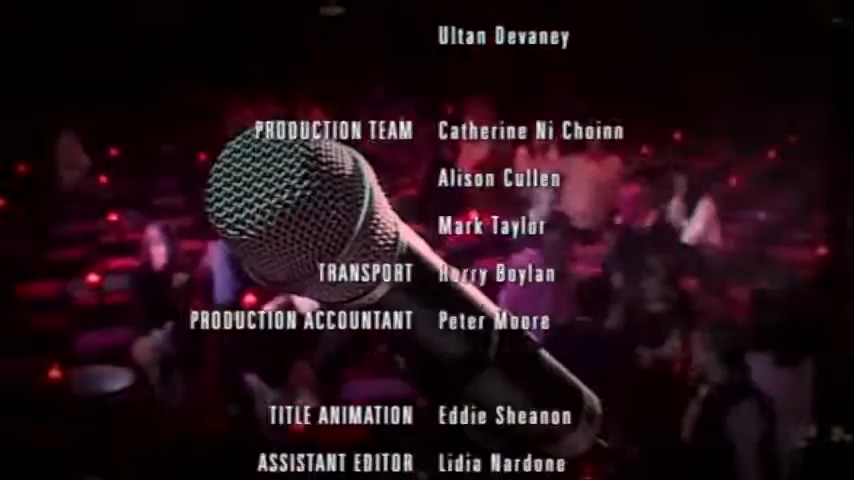 Ultan Devaney
PRODUCTION TEAM Catherine Ni Choinn
Alison Cullen
Mark Taylor
TRANSPORT Harry Boylan
PRODUCTION ACCOUNTANT Peter Moore
TITLE ANIMATION Eddie Sheanon
ASSISTANT EDITOR Lidia Nardone